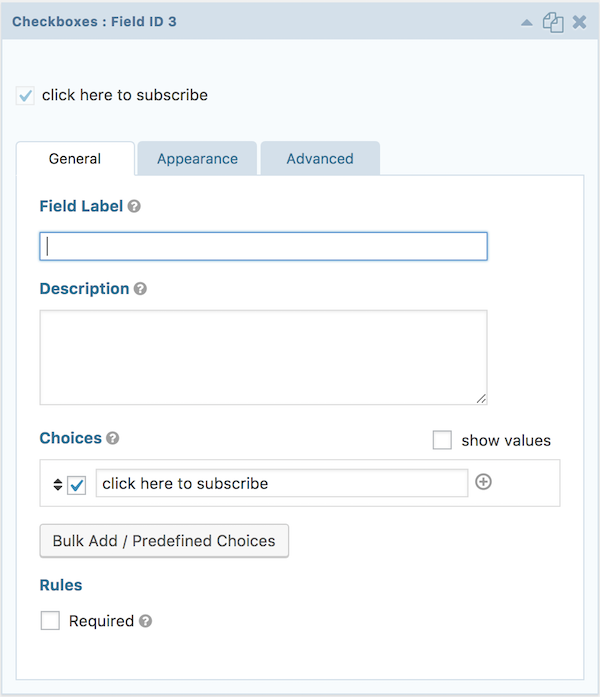 Checkboxes : Field ID 3
click here to subscribe
General Appearance Advanced
Field Label ?
Description ?
Choices ? show values
click here to subscribe
Bulk Add / Predefined Choices
Rules
Required ?